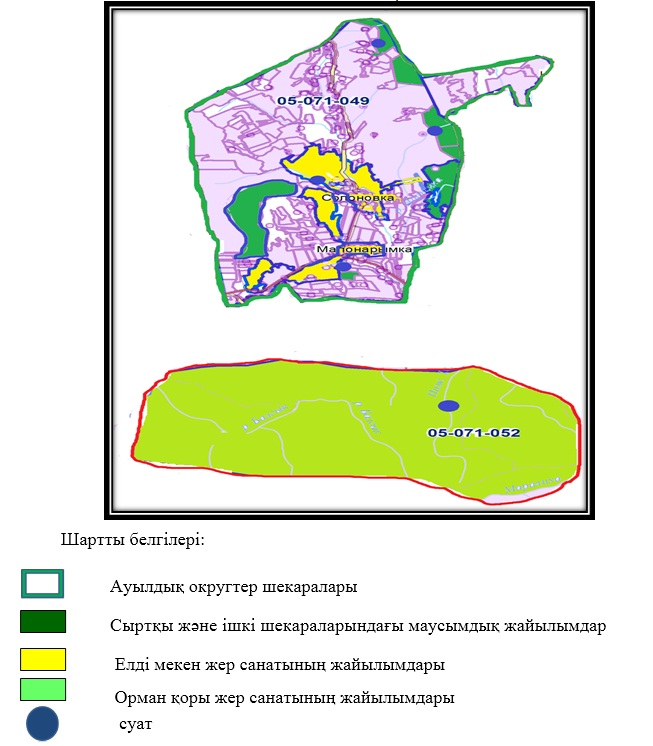 05-071-049
Солоновка
Малонарымка
05-071-052
Шартты белгілері:
Ауылдық округтер шекаралары
Сыртқы және ішкі шекараларындағы маусымдық жайылымдар
Елді мекен жер санатының жайылымдары
Орман қоры жер санатының жайылымдары
суат